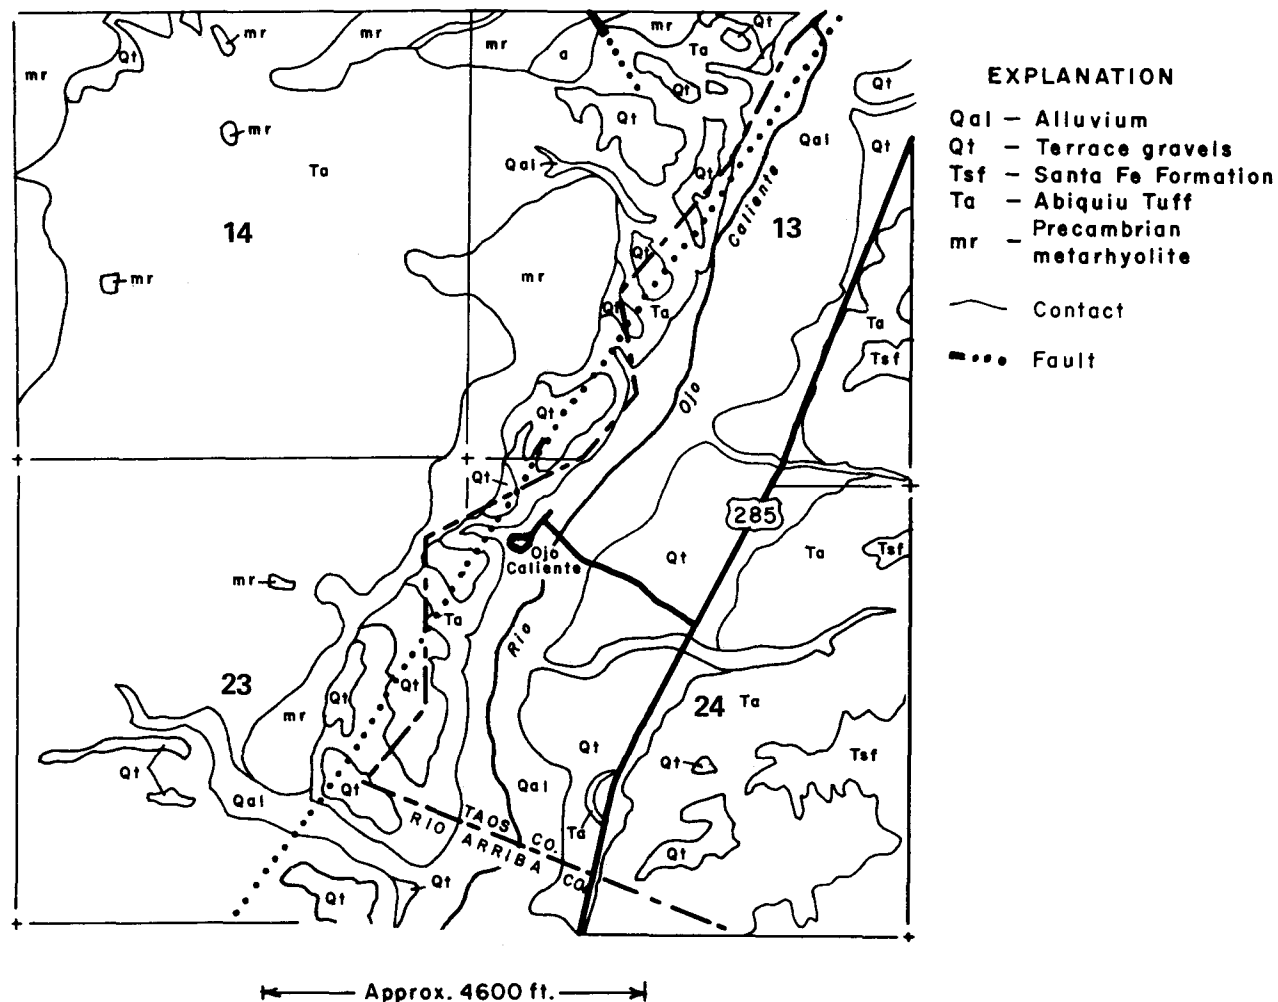 mr
mr
mr
Qt
mr
a
mr
Ta
Qt
Qt
Qt
Qt
mr
Ta
Qal
Qt
Qal
Qt
14
mr
mr
Qt
Caliente
13
Qt
Ta
Ta
Tsf
Qt
Ojo
Qt
285
Ojo
Caliente
Qt
Ta
Tsf
mr
Ta
Rio
23
Qt
Qt
mr
24
Ta
Qt
Qt
Tsf
Qt
Qal
Qt
Qal
TAOS CO.
RIO ARRIBA CO.
Ta
Qt
Qt
Qt
EXPLANATION
Qal – Alluvium
Qt – Terrace gravels
Tsf – Santa Fe Formation
Ta – Abiquiu Tuff
mr – Precambrian
metarhyolite
Contact
Fault
Approx. 4600 ft.